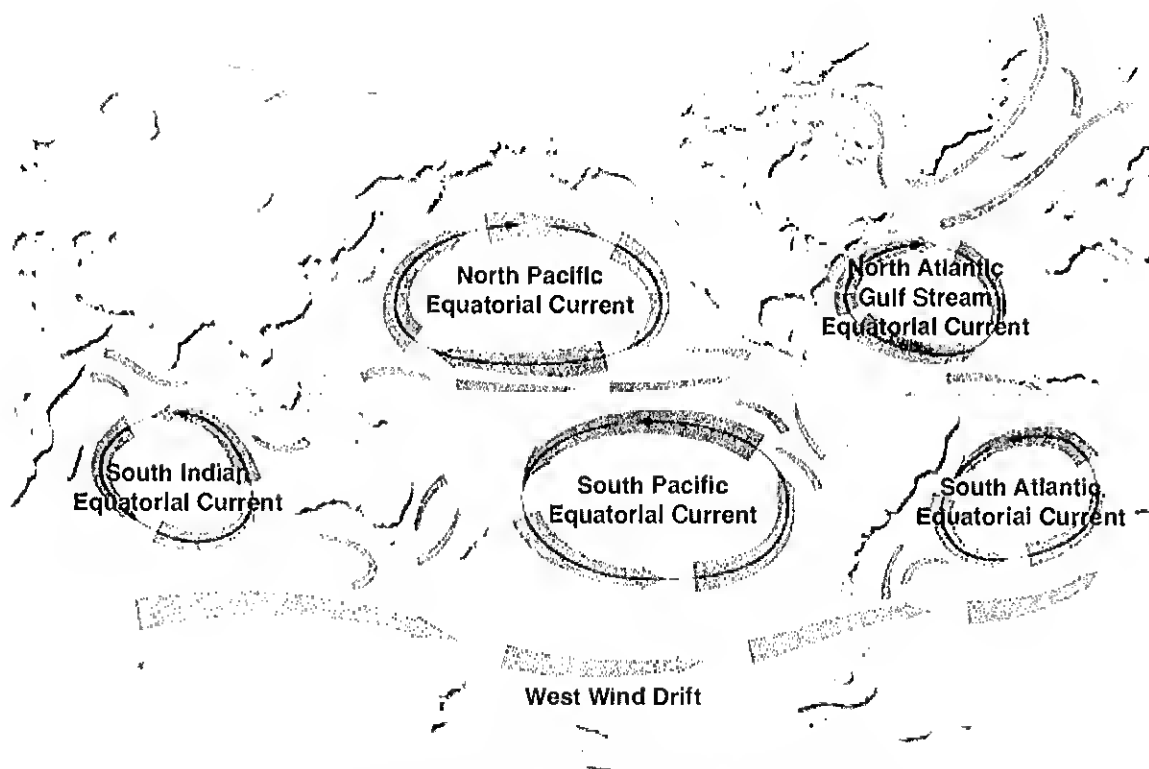 North Pacific
Equatorial Current
North Atlantic
Gulf Stream
Equatorial Current
South Indian
Equatorial Current
South Pacific
Equatorial Current
South Atlantic
Equatorial Current
West Wind Drift